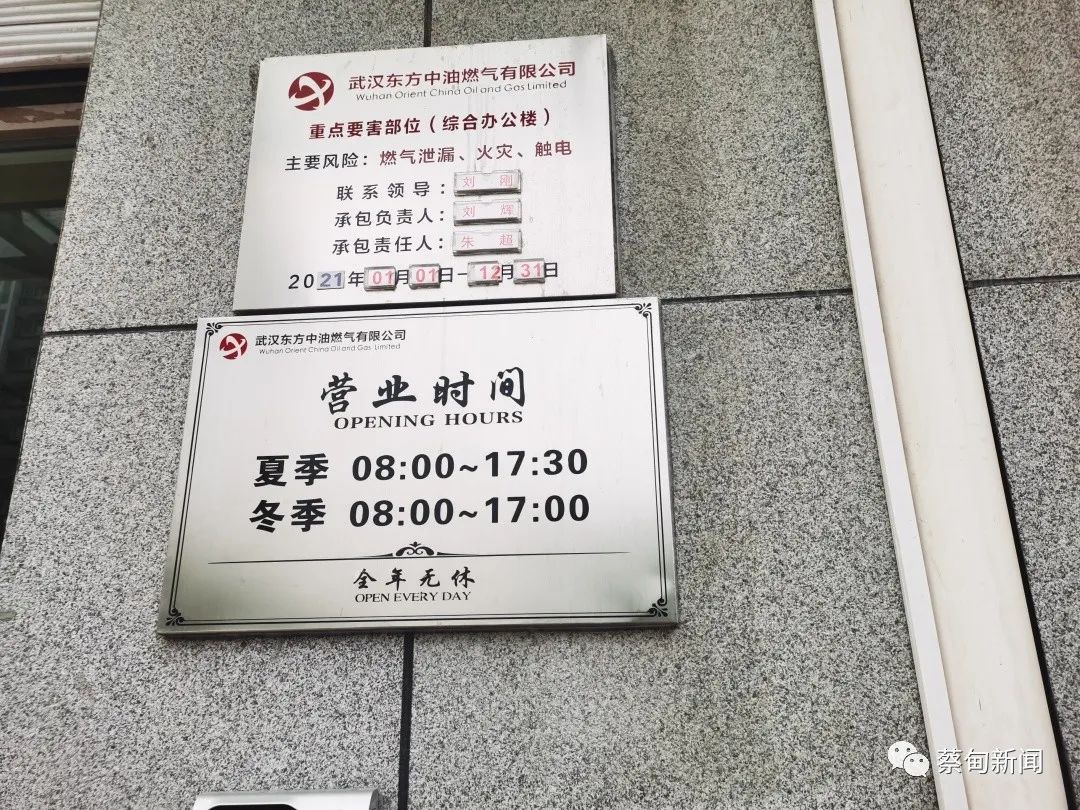 武汉东方中油燃气有限公司
Wuhan Orient China Oil and Gas Limited
重点要害部位（综合办公楼）
主要风险：燃气泄漏、火灾、触电
联系领导：刘 刚
承包负责人：刘 辉
承包责任人：朱 超
2021年01月01日－12月31日
武汉东方中油燃气有限公司
Wuhan Orient China Oil and Gas Limited
营业时间
OPENING HOURS
夏季 08:00~17:30
冬季 08:00~17:00
全年无休
OPEN EVERY DAY
蔡甸新闻